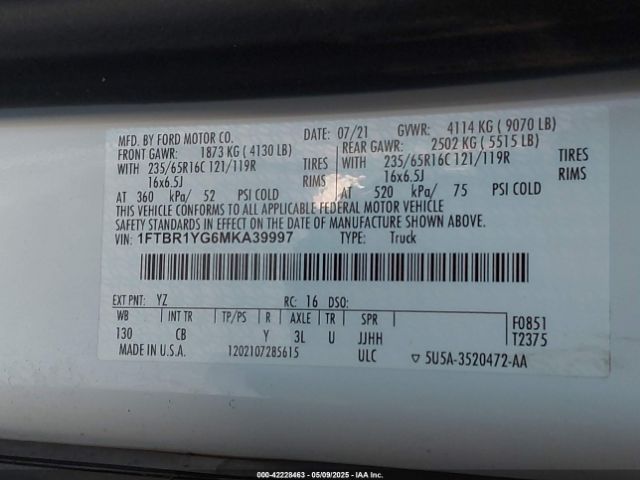 MFD. BY FORD MOTOR CO. DATE: 07/21 GVWR: 4114 KG ( 9070 LB)
FRONT GAWR: 1873 KG ( 4130 LB) REAR GAWR: 2502 KG ( 5515 LB)
WITH 235/65R16C 121/119R TIRES WITH 235/65R16C 121/119R TIRES
16x6.5J RIMS 16x6.5J RIMS
AT 360 kPa/ 52 PSI COLD AT 520 kPa/ 75 PSI COLD
THIS VEHICLE CONFORMS TO ALL APPLICABLE FEDERAL MOTOR VEHICLE
SAFETY STANDARDS IN EFFECT ON THE DATE OF MANUFACTURE SHOWN ABOVE.
VIN: 1FTBR1YG6MKA39997 TYPE: Truck
EXT PNT: YZ RC: 16 DSO:
WB INT TR TP/PS R AXLE TR SPR F0851
130 CB Y 3L U JJHH T2375
MADE IN U.S.A. 1202107285615 ULC ▽ 5U5A-3520472-AA
000-42228463 - 05/09/2025 - IAA Inc.